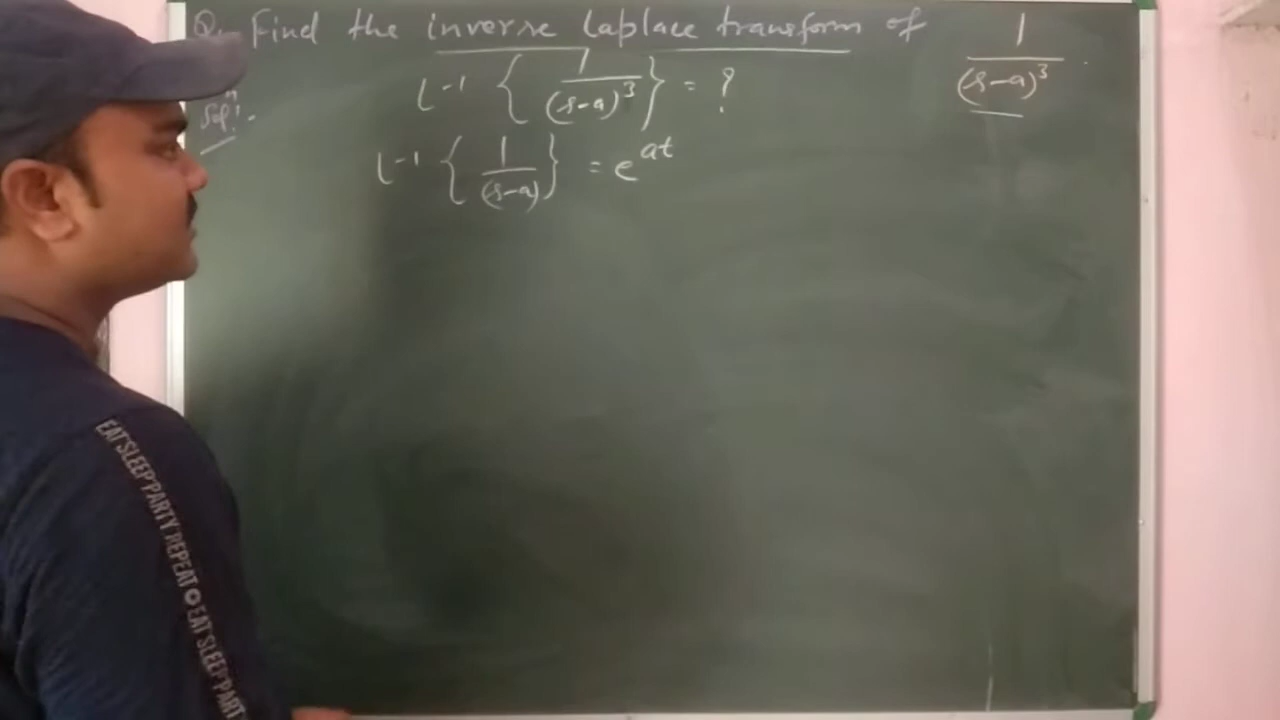 Find the inverse Laplace transform of 1/(s-a)^3
Sol^n:-
L^-1 { 1/(s-a)^3 } = ?
L^-1 { 1/(s-a) } = e^at
EAT SLEEP PARTY REPEAT EAT SLEEP PART